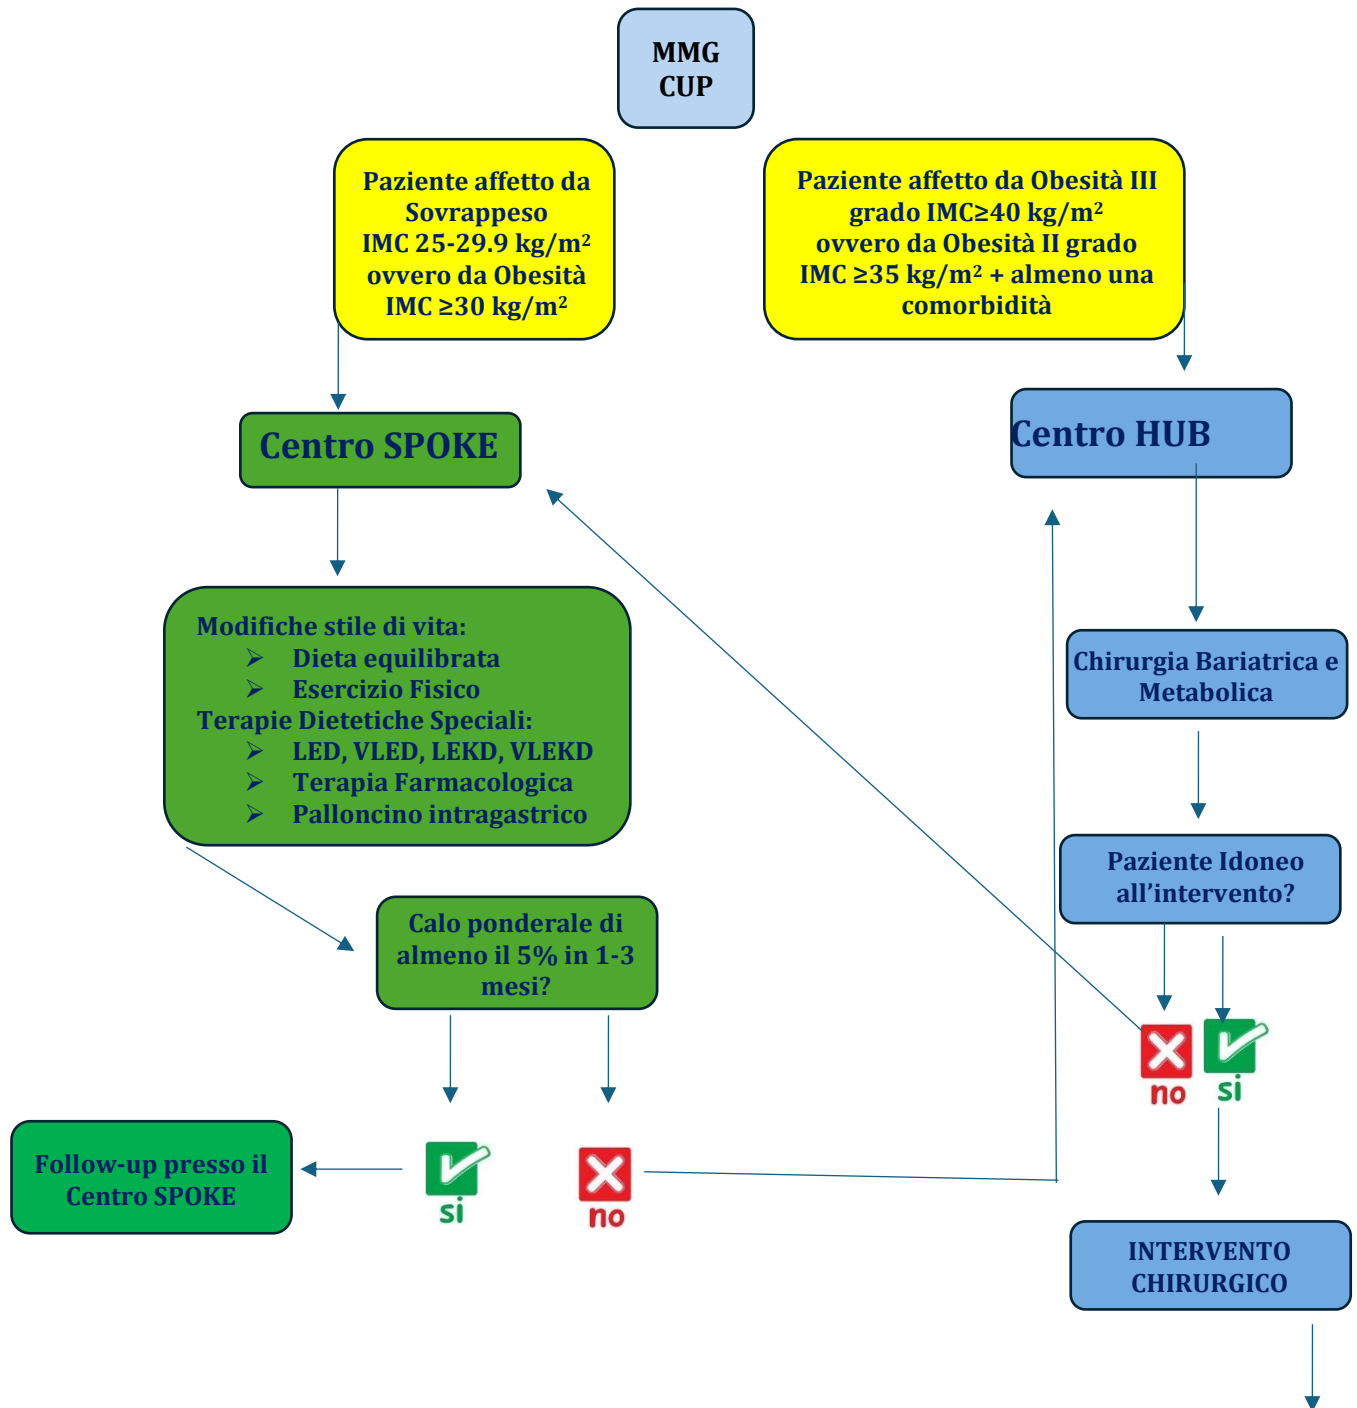 MMG
CUP
Paziente affetto da
Sovrappeso
IMC 25-29.9 kg/m²
ovvero da Obesità
IMC ≥30 kg/m²
Paziente affetto da Obesità III
grado IMC≥40 kg/m²
ovvero da Obesità II grado
IMC ≥35 kg/m² + almeno una
comorbidità
Centro SPOKE
Centro HUB
Modifiche stile di vita:
➢ Dieta equilibrata
➢ Esercizio Fisico
Terapie Dietetiche Speciali:
➢ LED, VLED, LEKD, VLEKD
➢ Terapia Farmacologica
➢ Palloncino intragastrico
Chirurgia Bariatrica e
Metabolica
Paziente Idoneo
all'intervento?
Calo ponderale di
almeno il 5% in 1-3
mesi?
no
si
Follow-up presso il
Centro SPOKE
si
no
INTERVENTO
CHIRURGICO